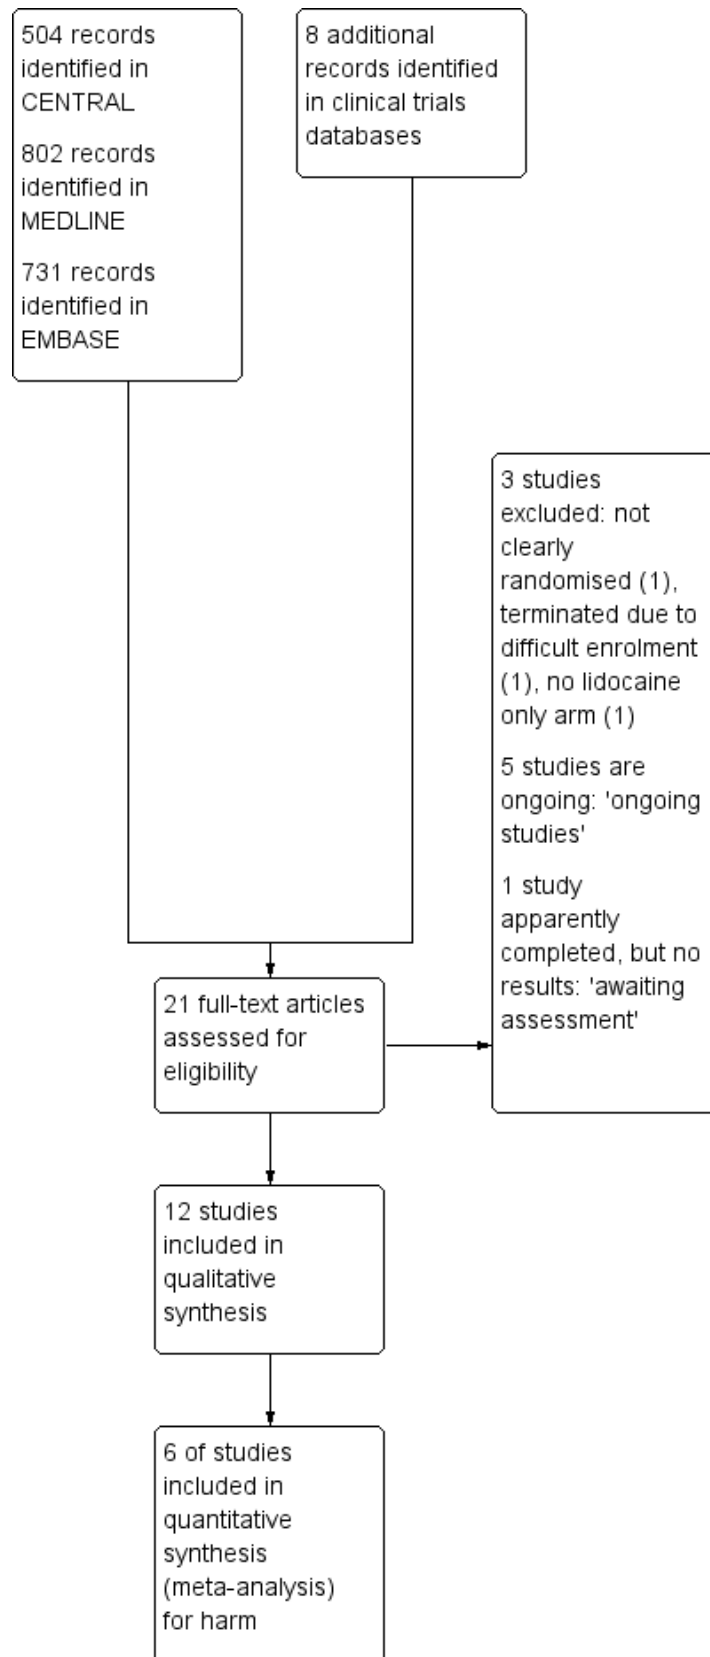 504 records
identified in
CENTRAL
802 records
identified in
MEDLINE
731 records
identified in
EMBASE
8 additional
records identified
in clinical trials
databases
3 studies
excluded: not
clearly
randomised (1),
terminated due to
difficult enrolment
(1), no lidocaine
only arm (1)
5 studies are
ongoing: 'ongoing
studies'
1 study
apparently
completed, but no
results: 'awaiting
assessment'
21 full-text articles
assessed for
eligibility
12 studies
included in
qualitative
synthesis
6 of studies
included in
quantitative
synthesis
(meta-analysis)
for harm